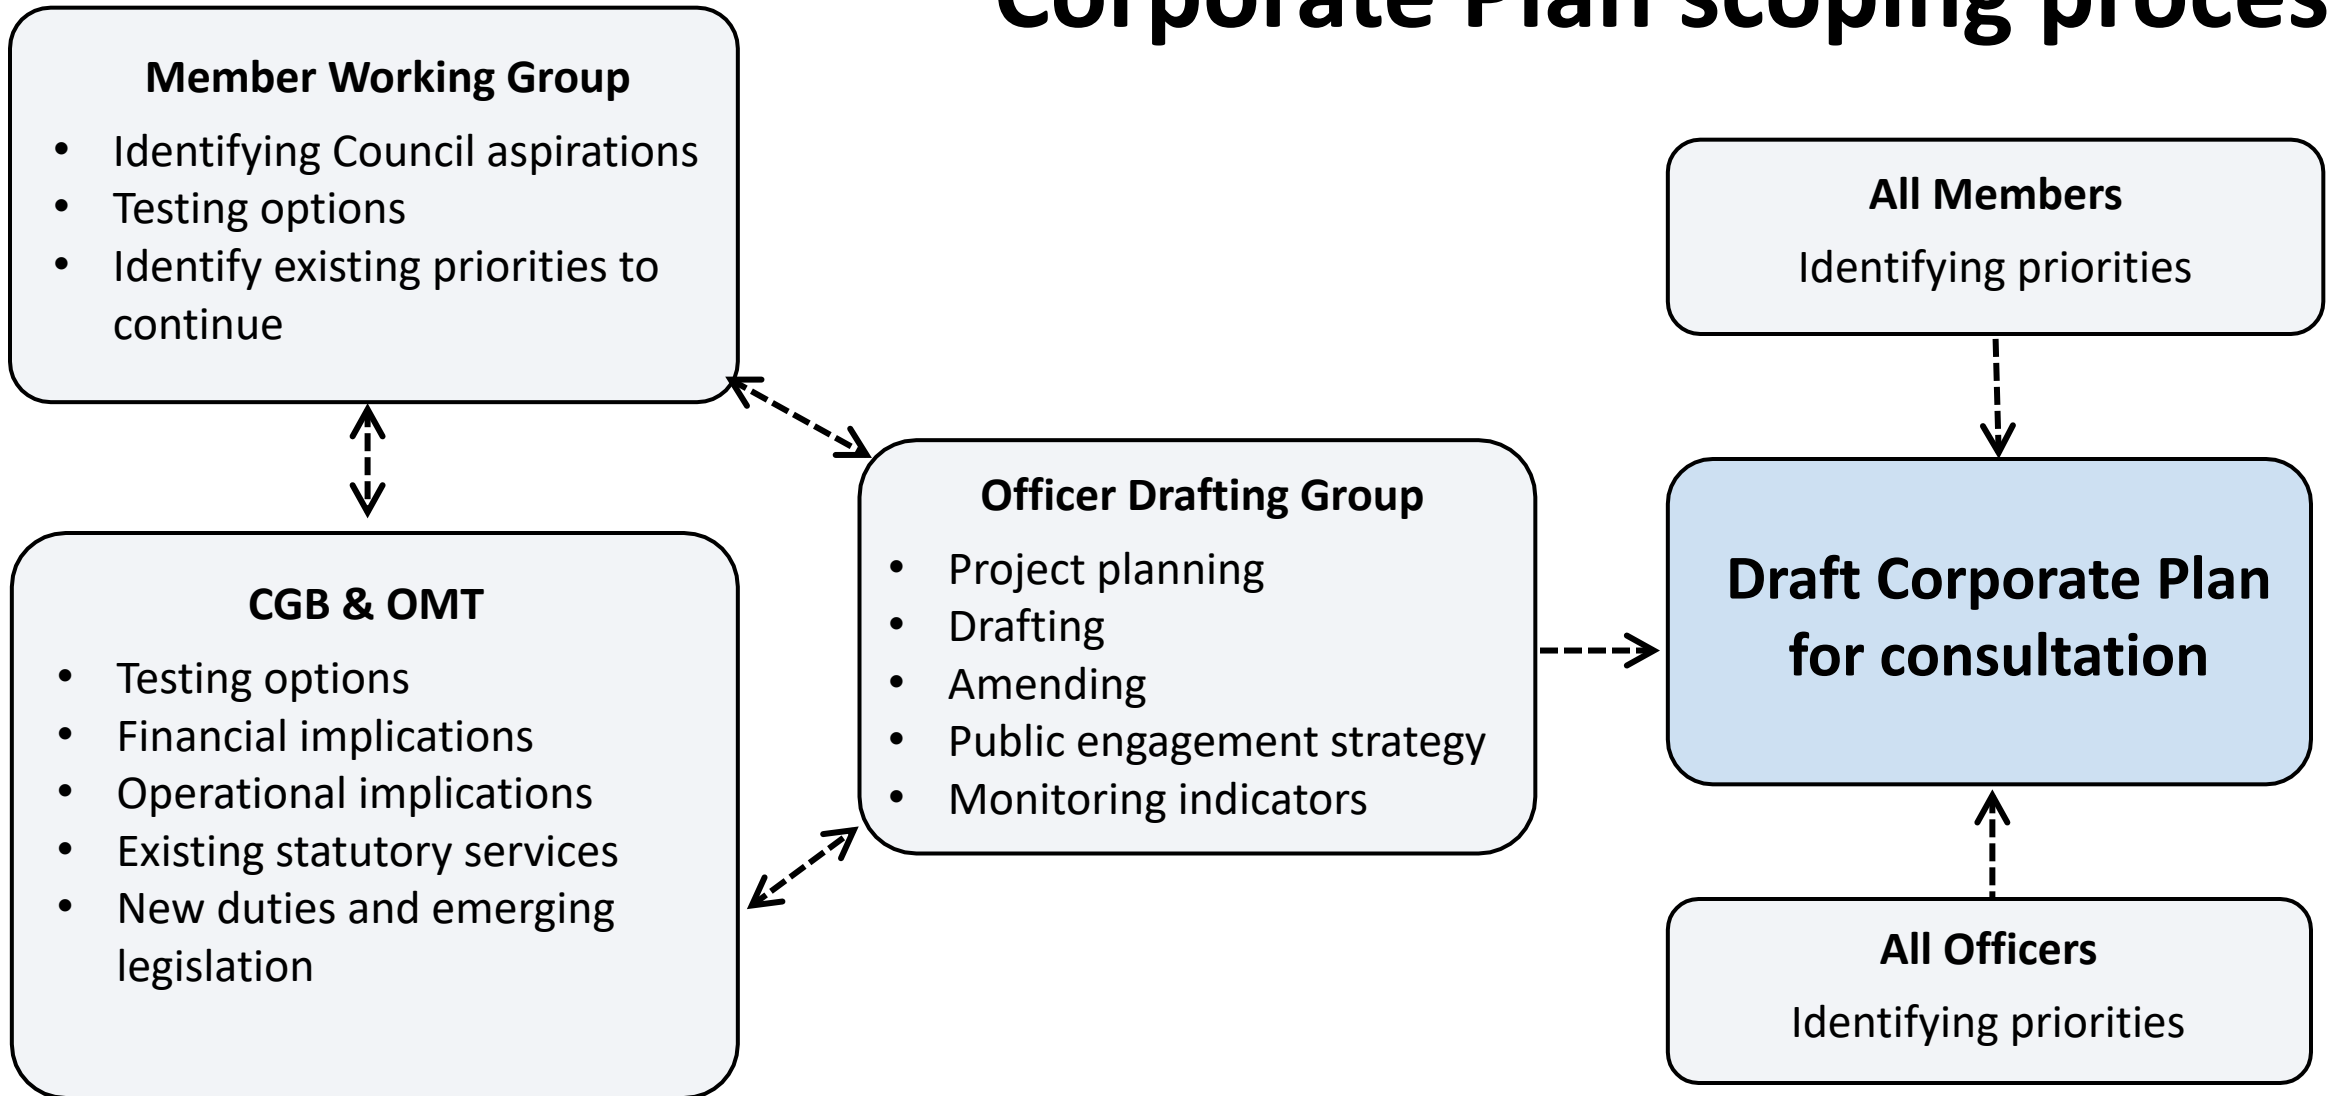 Corporate Plan scoping proces
Member Working Group
• Identifying Council aspirations
• Testing options
• Identify existing priorities to
continue
All Members
Identifying priorities
CGB & OMT
• Testing options
• Financial implications
• Operational implications
• Existing statutory services
• New duties and emerging
legislation
Officer Drafting Group
• Project planning
• Drafting
• Amending
• Public engagement strategy
• Monitoring indicators
Draft Corporate Plan
for consultation
All Officers
Identifying priorities